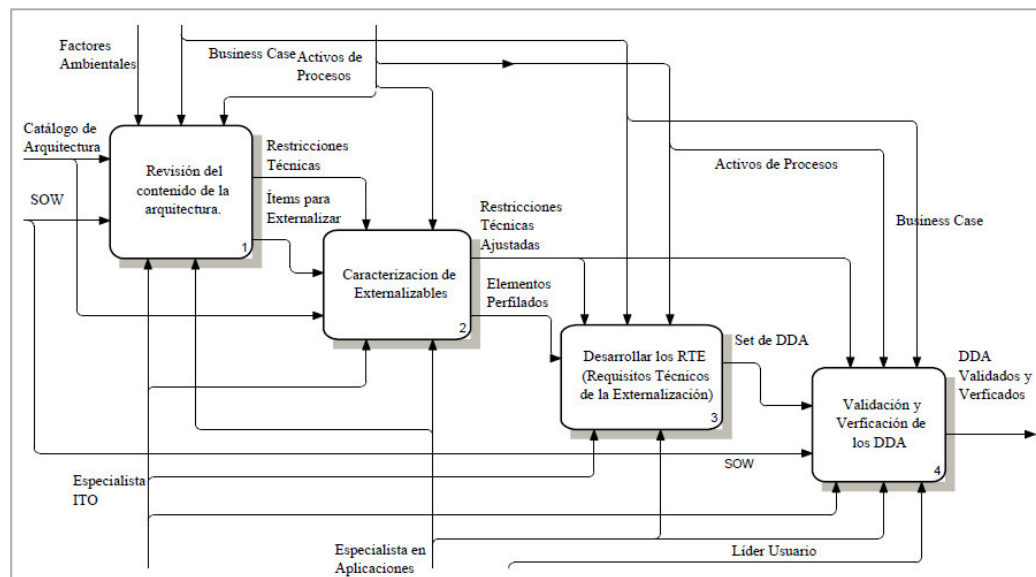 Factores
Ambientales
Business Case
Activos de
Procesos
Catálogo de
Arquitectura
SOW
Revisión del
contenido de la
arquitectura.
1
Restricciones
Técnicas
Ítems para
Externalizar
Caracterizacion de
Externalizables
2
Restricciones
Técnicas
Ajustadas
Elementos
Perfilados
Activos de Procesos
Business Case
Desarrollar los RTE
(Requisitos Técnicos
de la Externalización)
3
Set de DDA
Validación y
Verficación de
los DDA
4
DDA
Validados y
Verficados
SOW
Especialista
ITO
Especialista en
Aplicaciones
Líder Usuario